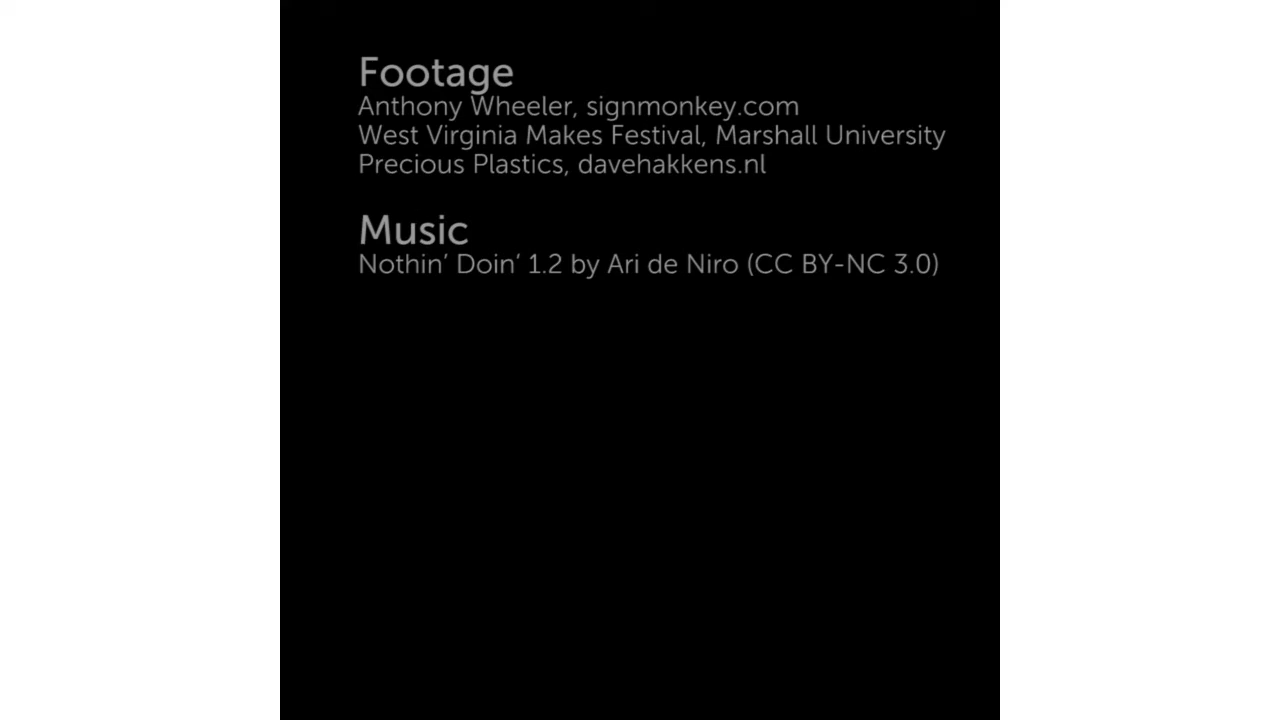 Footage
Anthony Wheeler, signmonkey.com
West Virginia Makes Festival, Marshall University
Precious Plastics, davehakkens.nl
Music
Nothin’ Doin’ 1.2 by Ari de Niro (CC BY-NC 3.0)